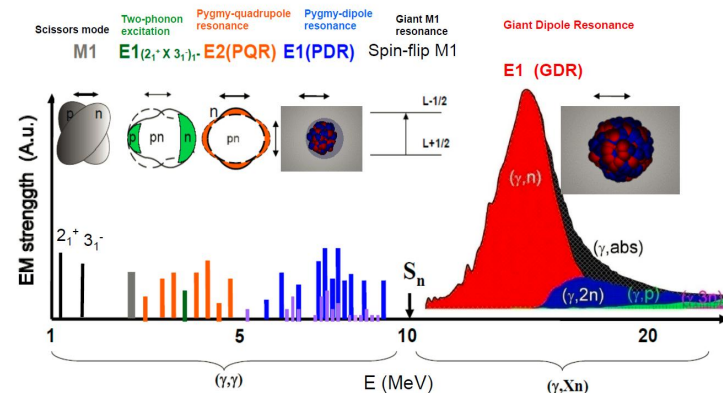 Scissors mode
M1
Two-phonon
excitation
E1(2₁⁺ X 3₁⁻)₁-
Pygmy-quadrupole
resonance
E2(PQR)
Pygmy-dipole
resonance
E1(PDR)
Giant M1
resonance
Spin-flip M1
Giant Dipole Resonance
E1 (GDR)
p n
p pn n
n
pn
L-1/2
L+1/2
EM strenggth (A.u.)
2₁⁺ 3₁⁻
Sₙ
(γ,n)
(γ,abs)
(γ,2n)
(γ,p)
(γ,3n)
1 5 10 20
(γ,γ)
E (MeV)
(γ,Xn)